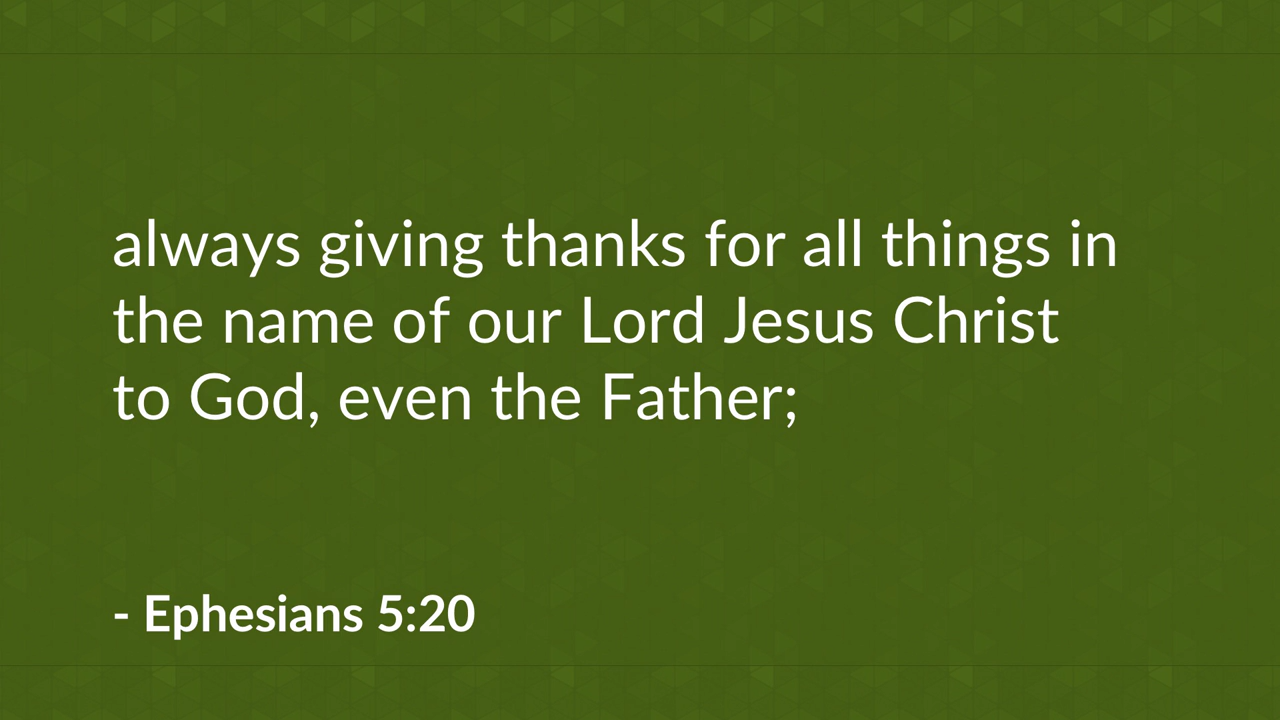 always giving thanks for all things in
the name of our Lord Jesus Christ
to God, even the Father;
- Ephesians 5:20